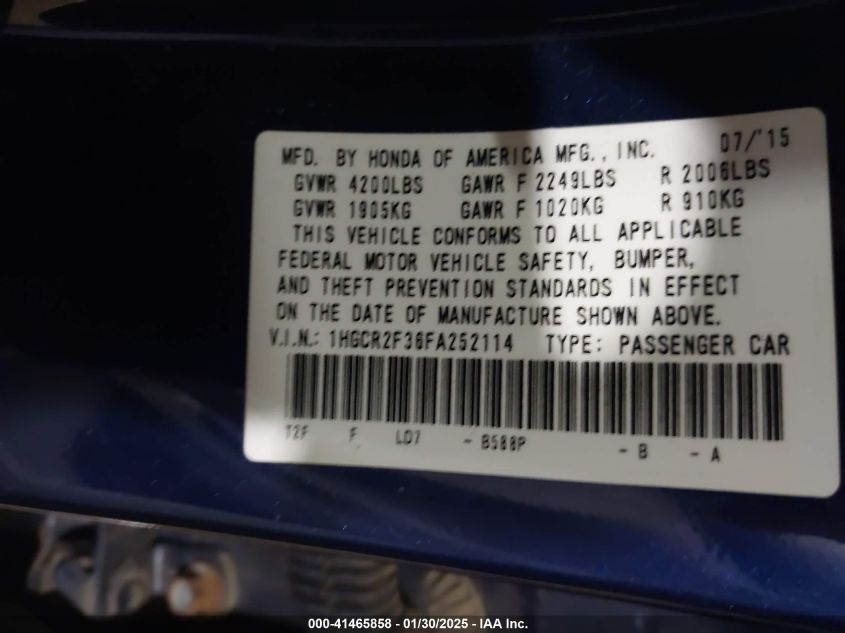 MFD. BY HONDA OF AMERICA MFG., INC. 07/'15
GVWR 4200LBS GAWR F 2249LBS R 2006LBS
GVWR 1905KG GAWR F 1020KG R 910KG
THIS VEHICLE CONFORMS TO ALL APPLICABLE
FEDERAL MOTOR VEHICLE SAFETY, BUMPER,
AND THEFT PREVENTION STANDARDS IN EFFECT
ON THE DATE OF MANUFACTURE SHOWN ABOVE.
V.I.N.: 1HGCR2F36FA252114 TYPE: PASSENGER CAR
T2F F LD7 - B588P - B - A
000-41465858 - 01/30/2025 - IAA Inc.